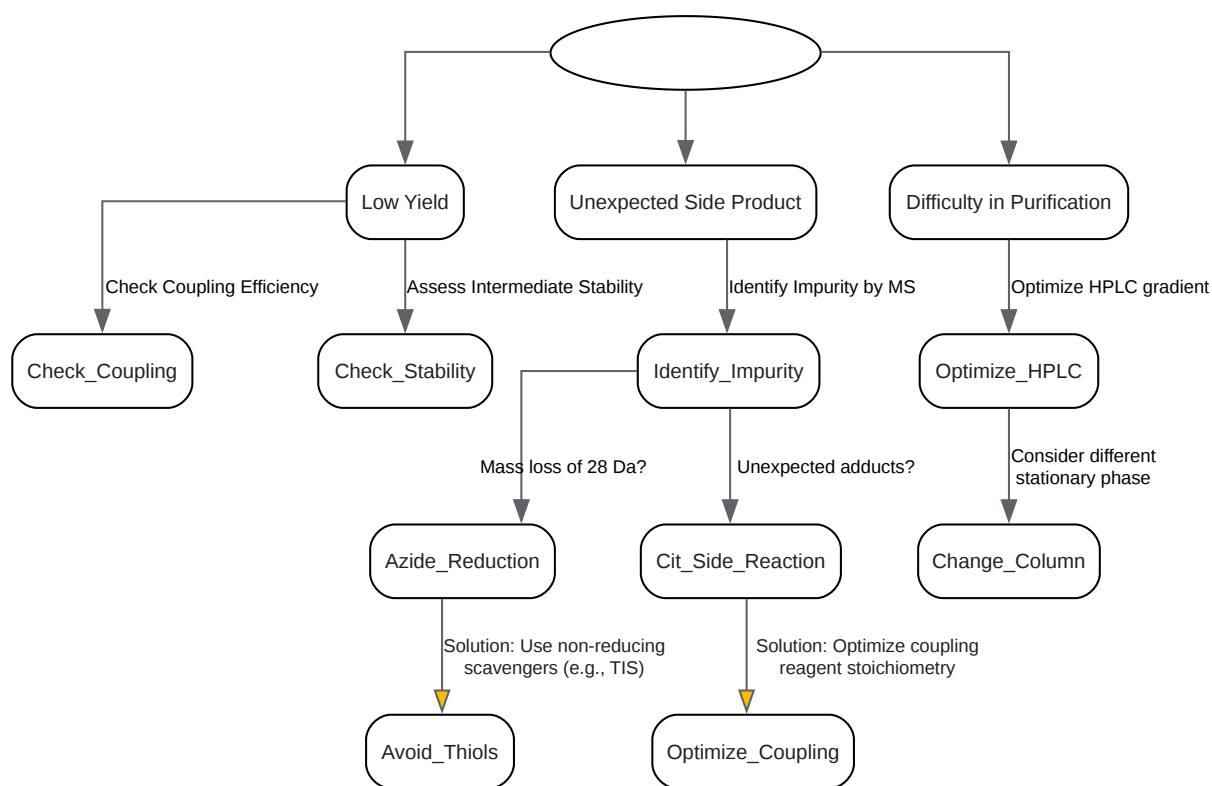 Low Yield
Unexpected Side Product
Difficulty in Purification
Check Coupling Efficiency
Assess Intermediate Stability
Identify Impurity by MS
Optimize HPLC gradient
Check_Coupling
Check_Stability
Identify_Impurity
Optimize_HPLC
Mass loss of 28 Da?
Unexpected adducts?
Consider different
stationary phase
Azide_Reduction
Cit_Side_Reaction
Change_Column
Solution: Use non-reducing
scavengers (e.g., TIS)
Solution: Optimize coupling
reagent stoichiometry
Avoid_Thiols
Optimize_Coupling